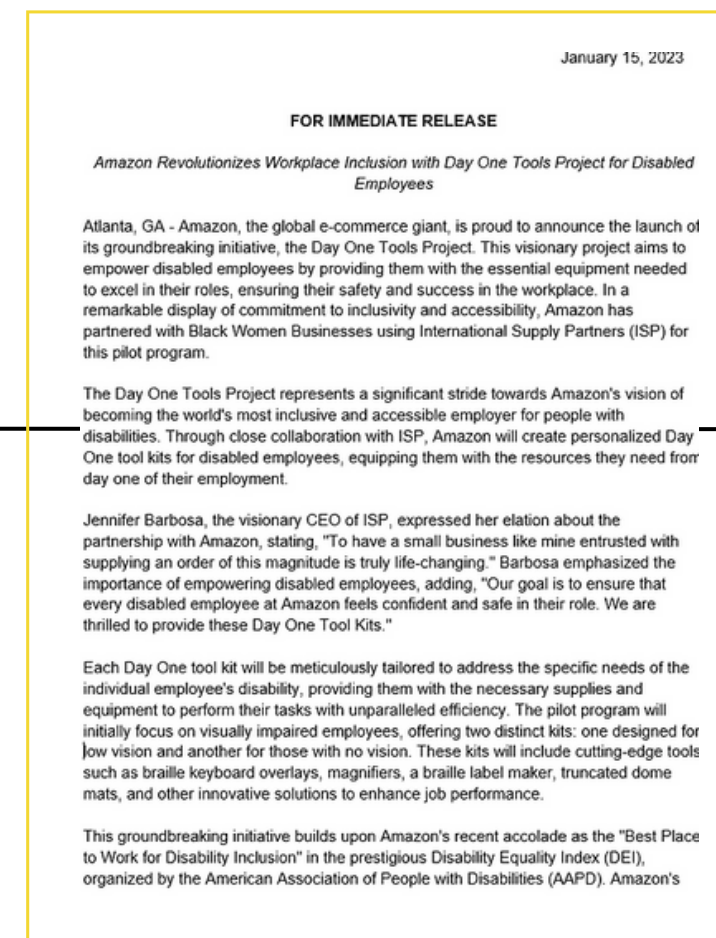 January 15, 2023
FOR IMMEDIATE RELEASE
Amazon Revolutionizes Workplace Inclusion with Day One Tools Project for Disabled
Employees
Atlanta, GA - Amazon, the global e-commerce giant, is proud to announce the launch of
its groundbreaking initiative, the Day One Tools Project. This visionary project aims to
empower disabled employees by providing them with the essential equipment needed
to excel in their roles, ensuring their safety and success in the workplace. In a
remarkable display of commitment to inclusivity and accessibility, Amazon has
partnered with Black Women Businesses using International Supply Partners (ISP) for
this pilot program.
The Day One Tools Project represents a significant stride towards Amazon's vision of
becoming the world's most inclusive and accessible employer for people with
disabilities. Through close collaboration with ISP, Amazon will create personalized Day
One tool kits for disabled employees, equipping them with the resources they need from
day one of their employment.
Jennifer Barbosa, the visionary CEO of ISP, expressed her elation about the
partnership with Amazon, stating, "To have a small business like mine entrusted with
supplying an order of this magnitude is truly life-changing." Barbosa emphasized the
importance of empowering disabled employees, adding, "Our goal is to ensure that
every disabled employee at Amazon feels confident and safe in their role. We are
thrilled to provide these Day One Tool Kits."
Each Day One tool kit will be meticulously tailored to address the specific needs of the
individual employee's disability, providing them with the necessary supplies and
equipment to perform their tasks with unparalleled efficiency. The pilot program will
initially focus on visually impaired employees, offering two distinct kits: one designed for
low vision and another for those with no vision. These kits will include cutting-edge tools
such as braille keyboard overlays, magnifiers, a braille label maker, truncated dome
mats, and other innovative solutions to enhance job performance.
This groundbreaking initiative builds upon Amazon's recent accolade as the "Best Place
to Work for Disability Inclusion" in the prestigious Disability Equality Index (DEI),
organized by the American Association of People with Disabilities (AAPD). Amazon's